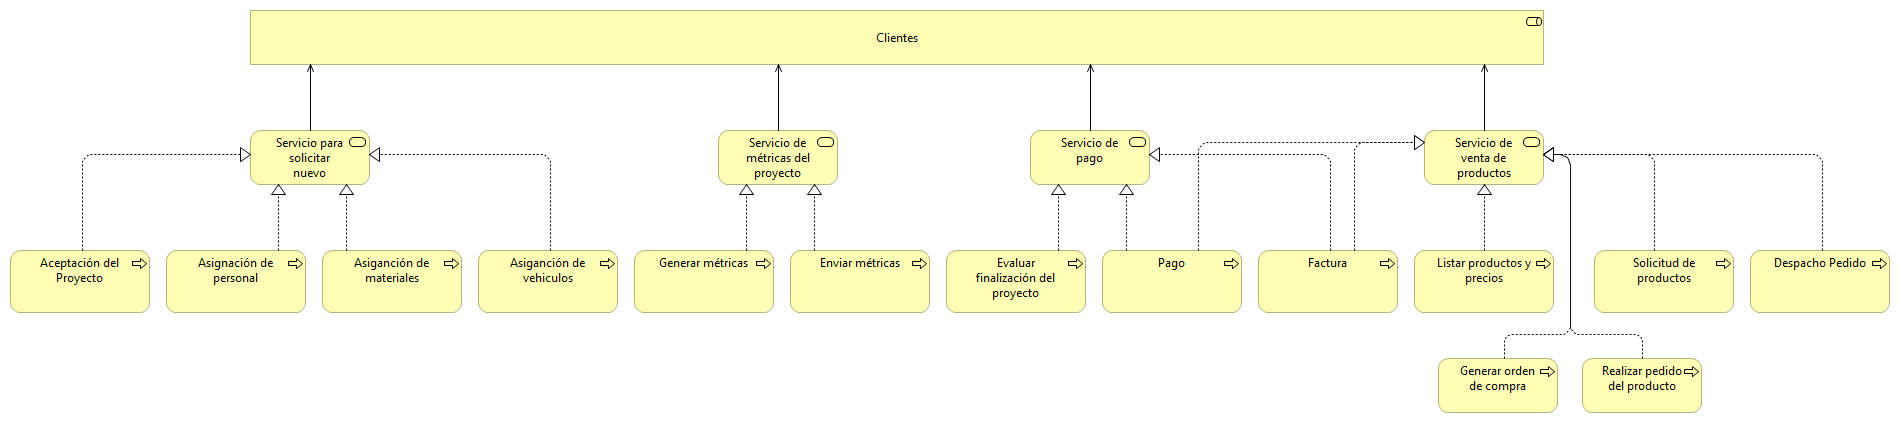 Clientes
Servicio para
solicitar
nuevo
Servicio de
métricas del
proyecto
Servicio de
pago
Servicio de
venta de
productos
Aceptación del
Proyecto
Asignación de
personal
Asiganción de
materiales
Asiganción de
vehiculos
Generar métricas
Enviar métricas
Evaluar
finalización del
proyecto
Pago
Factura
Listar productos y
precios
Solicitud de
productos
Despacho Pedido
Generar orden
de compra
Realizar pedido
del producto